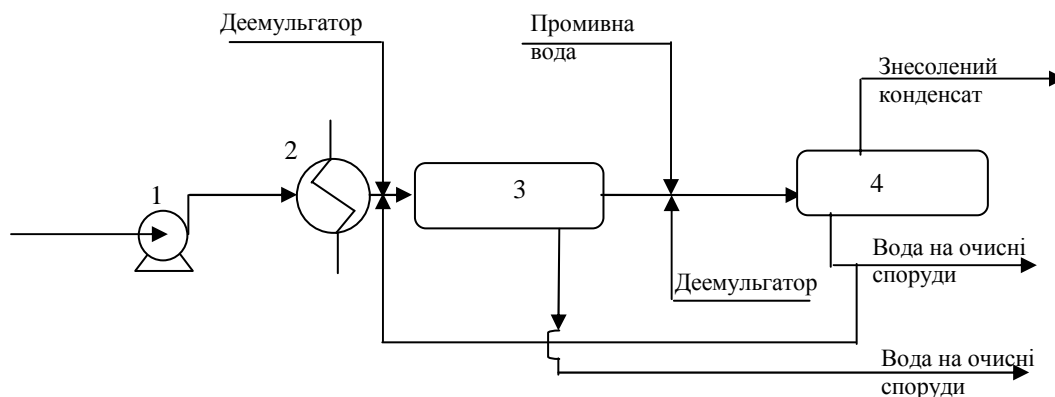 Деемульгатор
Промивна
вода
Знесолений
конденсат
1
2
3
4
Вода на очисні
споруди
Деемульгатор
Вода на очисні
споруди